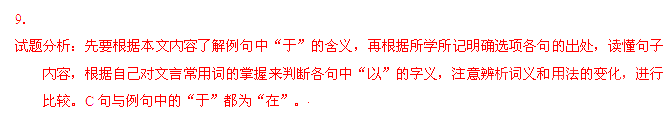 9.
试题分析：先要根据本文内容了解例句中“于”的含义，再根据所学所记明确选项各句的出处，读懂句子
内容，根据自己对文言常用词的掌握来判断各句中“以”的字义，注意辨析词义和用法的变化，进行
比较。C 句与例句中的“于”都为“在”。